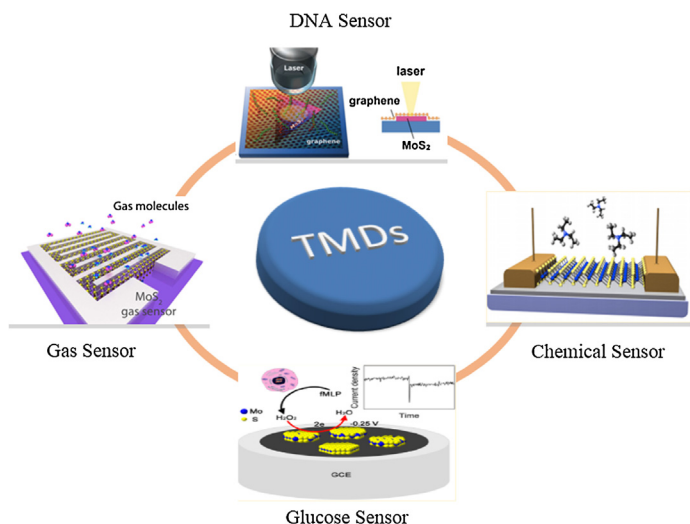 DNA Sensor
Laser
graphene
laser
graphene
MoS₂
Gas molecules
MoS₂
gas sensor
Gas Sensor
TMDs
Chemical Sensor
fMLP
Mo
S
H₂O₂
H₂O
2e
-0.25 V
Current density
Time
GCE
Glucose Sensor